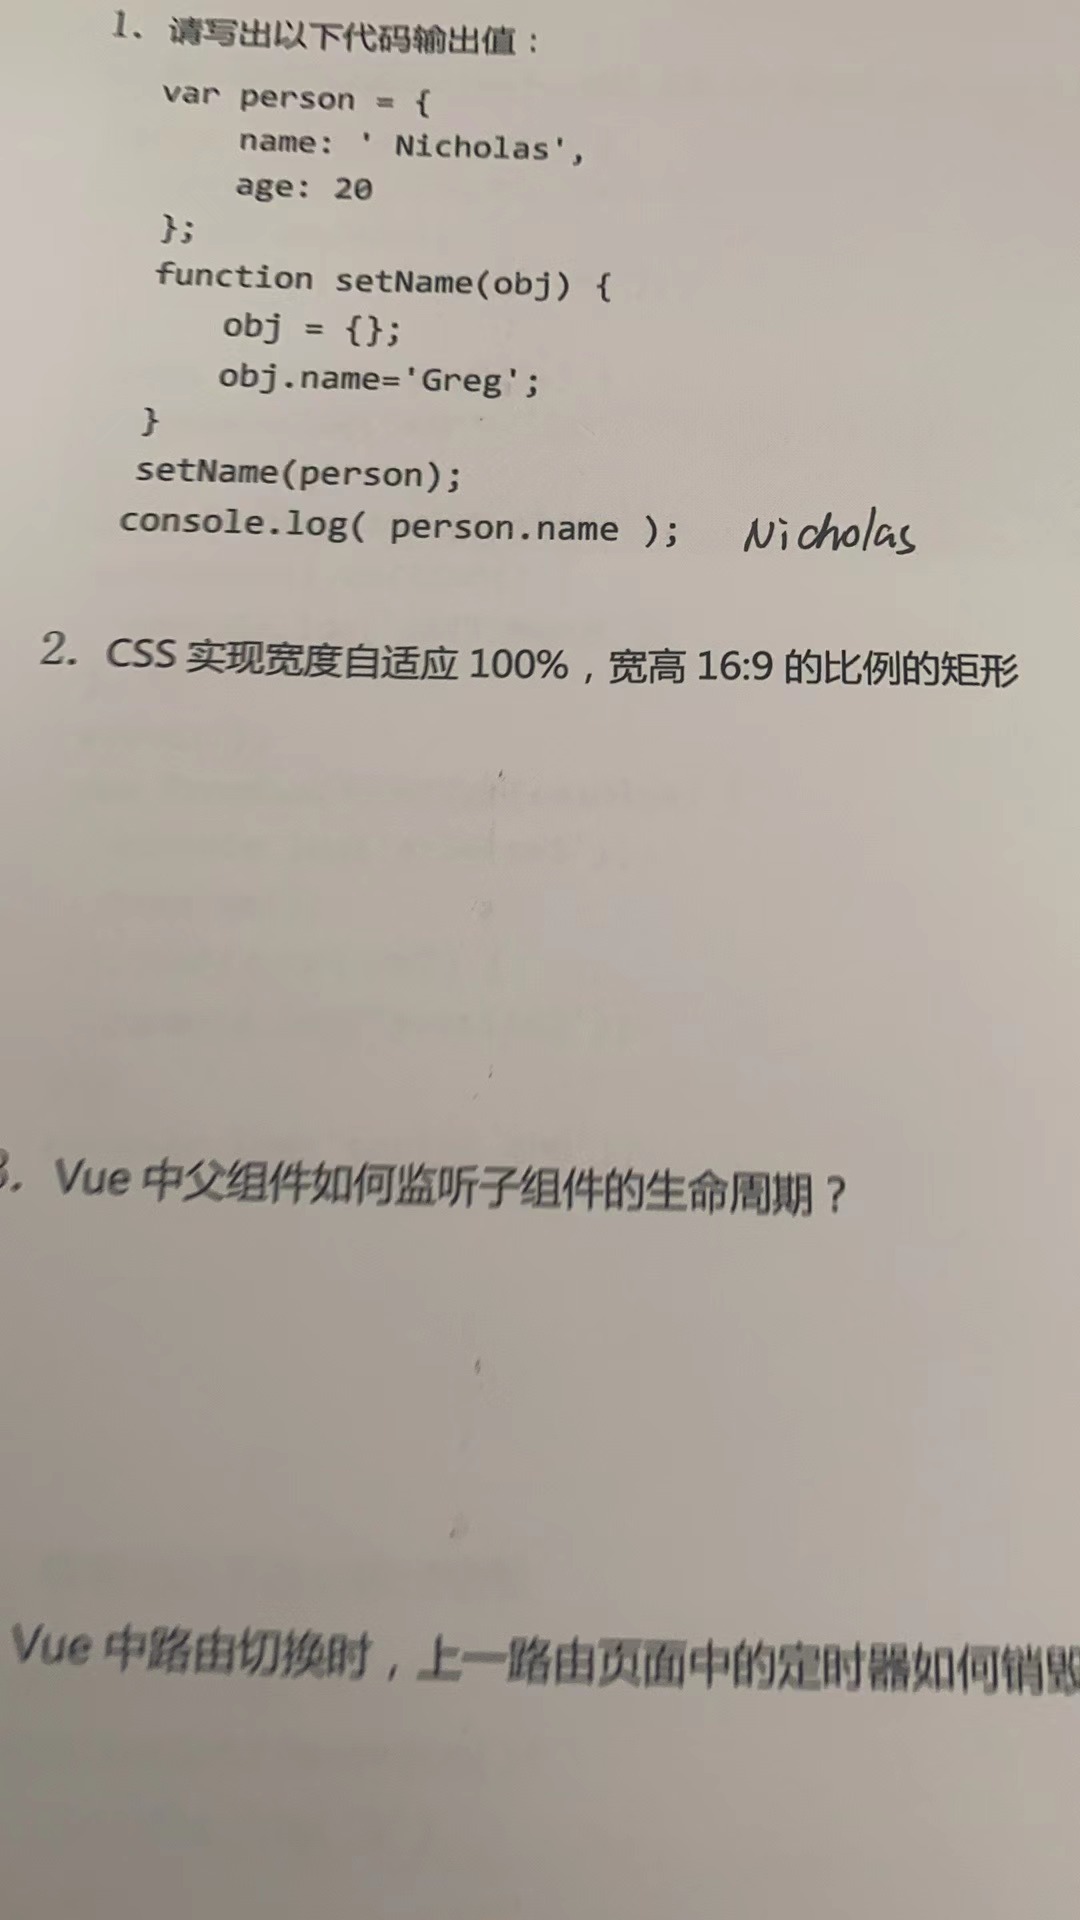 1、请写出以下代码输出值：
var person = {
name: ' Nicholas',
age: 20
};
function setName(obj) {
obj = {};
obj.name='Greg';
}
setName(person);
console.log( person.name ); Nicholas
2. CSS 实现宽度自适应 100%，宽高 16:9 的比例的矩形
3. Vue 中父组件如何监听子组件的生命周期？
Vue 中路由切换时，上一路由页面中的定时器如何销毁